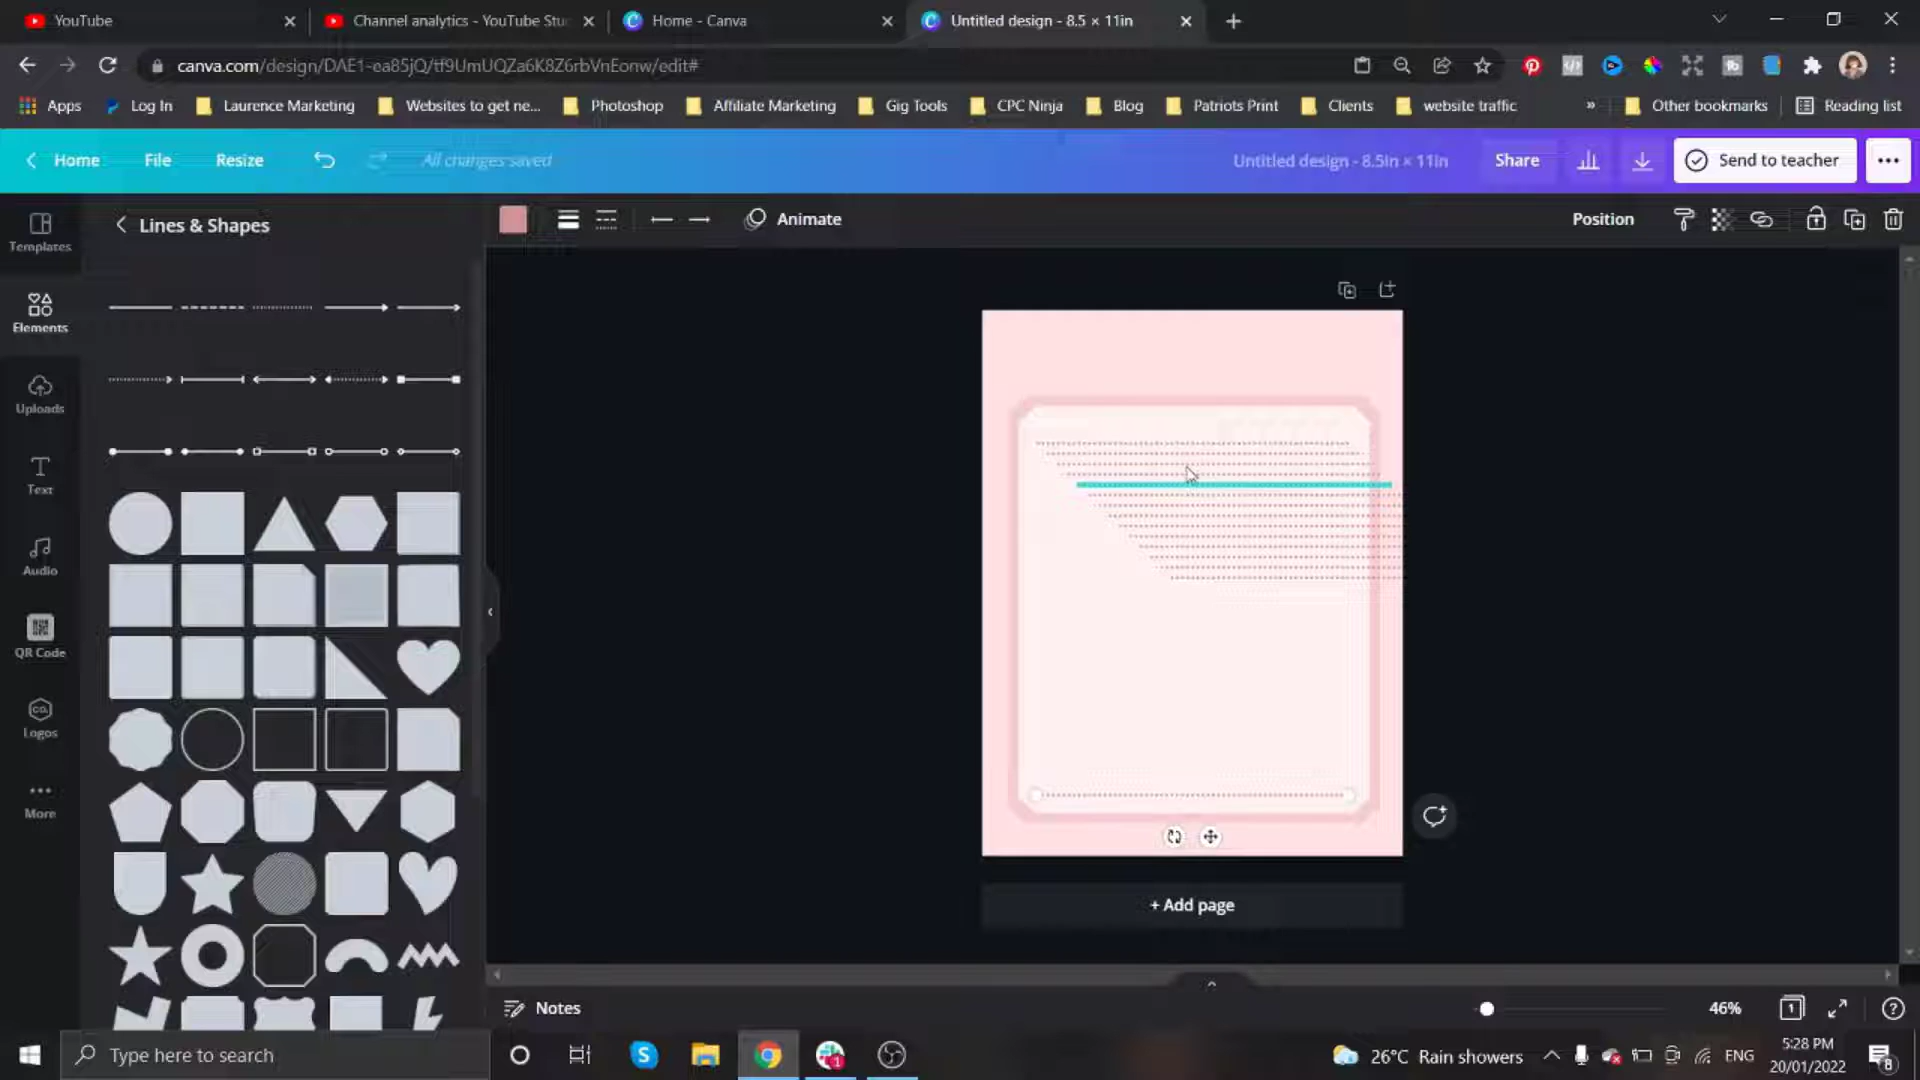 YouTube
Channel analytics - YouTube Stu
Home - Canva
Untitled design - 8.5 × 11in
canva.com/design/DAE1-ea85jQ/tf9UmUQZa6K8Z6rbVnEonw/edit#
Apps
Log In
Laurence Marketing
Websites to get ne...
Photoshop
Affiliate Marketing
Gig Tools
CPC Ninja
Blog
Patriots Print
Clients
website traffic
»
Other bookmarks
Reading list
Home
File
Resize
All changes saved
Untitled design - 8.5in × 11in
Share
Send to teacher
Templates
Lines & Shapes
Animate
Position
Elements
Uploads
Text
Audio
QR Code
CO.
Logos
More
+ Add page
Notes
46%
1
Type here to search
1
26°C Rain showers
ENG
5:28 PM
20/01/2022
8